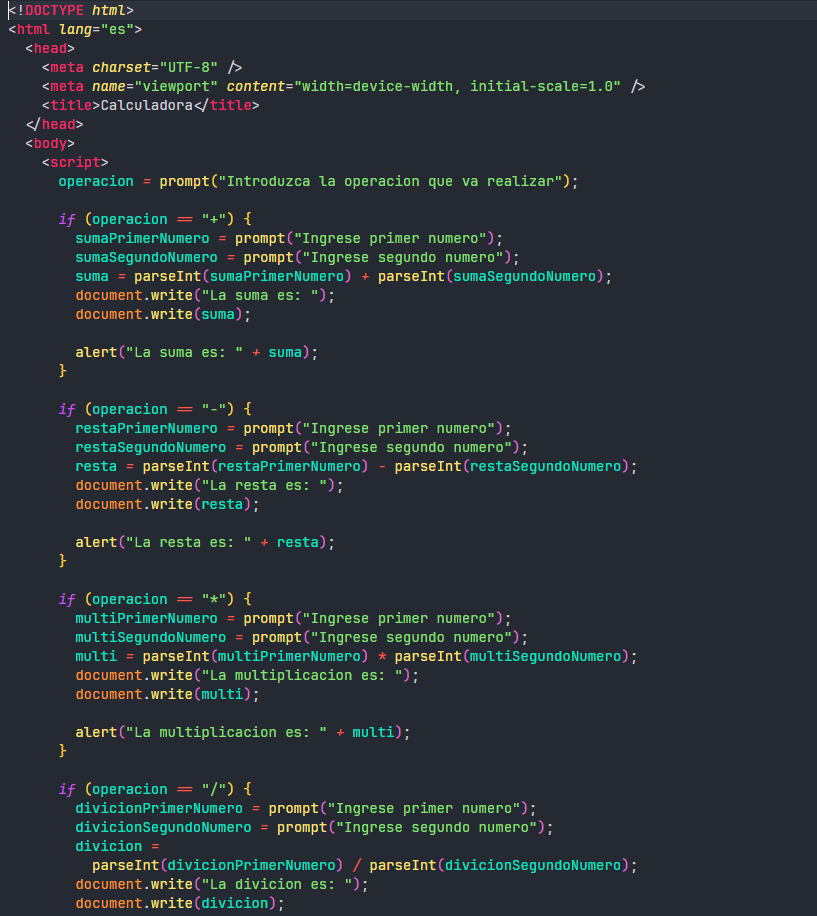 <!DOCTYPE html>
<html lang="es">
  <head>
    <meta charset="UTF-8" />
    <meta name="viewport" content="width=device-width, initial-scale=1.0" />
    <title>Calculadora</title>
  </head>
  <body>
    <script>
      operacion = prompt("Introduzca la operacion que va realizar");

      if (operacion == "+") {
        sumaPrimerNumero = prompt("Ingrese primer numero");
        sumaSegundoNumero = prompt("Ingrese segundo numero");
        suma = parseInt(sumaPrimerNumero) + parseInt(sumaSegundoNumero);
        document.write("La suma es: ");
        document.write(suma);

        alert("La suma es: " + suma);
      }

      if (operacion == "-") {
        restaPrimerNumero = prompt("Ingrese primer numero");
        restaSegundoNumero = prompt("Ingrese segundo numero");
        resta = parseInt(restaPrimerNumero) - parseInt(restaSegundoNumero);
        document.write("La resta es: ");
        document.write(resta);

        alert("La resta es: " + resta);
      }

      if (operacion == "*") {
        multiPrimerNumero = prompt("Ingrese primer numero");
        multiSegundoNumero = prompt("Ingrese segundo numero");
        multi = parseInt(multiPrimerNumero) * parseInt(multiSegundoNumero);
        document.write("La multiplicacion es: ");
        document.write(multi);

        alert("La multiplicacion es: " + multi);
      }

      if (operacion == "/") {
        divicionPrimerNumero = prompt("Ingrese primer numero");
        divicionSegundoNumero = prompt("Ingrese segundo numero");
        divicion =
          parseInt(divicionPrimerNumero) / parseInt(divicionSegundoNumero);
        document.write("La divicion es: ");
        document.write(divicion);